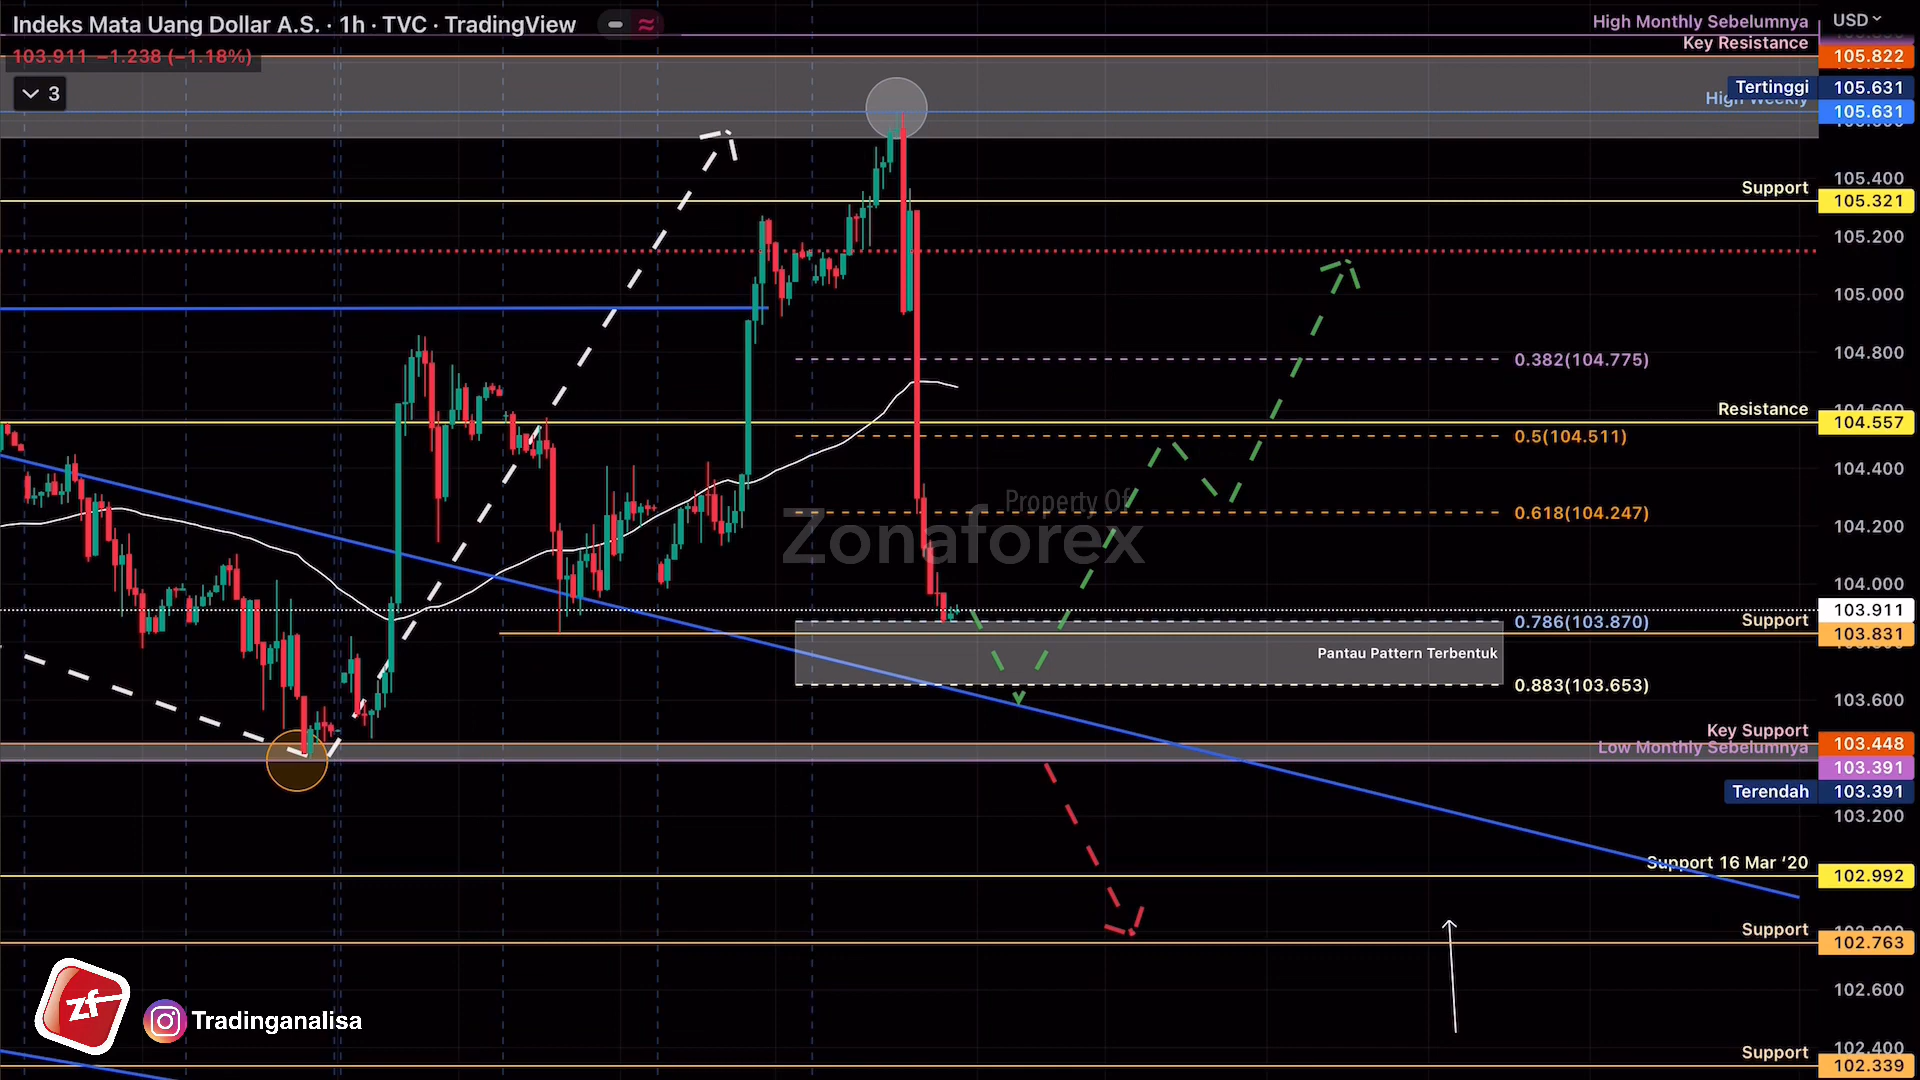 Indeks Mata Uang Dollar A.S. · 1h · TVC · TradingView
103.911 −1.238 (−1.18%)
3
High Monthly Sebelumnya
USD
Key Resistance
105.822
Tertinggi 105.631
High Weekly 105.631
105.400
Support
105.321
105.200
105.000
104.800
0.382(104.775)
Resistance
104.557
0.5(104.511)
104.400
Property Of
Zonaforex
0.618(104.247)
104.200
104.000
103.911
0.786(103.870)
Support
103.831
Pantau Pattern Terbentuk
0.883(103.653)
103.600
Key Support
103.448
Low Monthly Sebelumnya
103.391
Terendah 103.391
103.200
Support 16 Mar ‘20
102.992
Support
102.763
102.600
zf
Tradinganalisa
102.400
Support
102.339